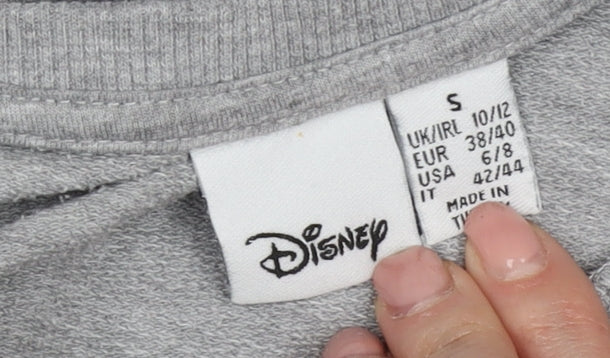 Disney
S
UK/IRL 10/12
EUR 38/40
USA 6/8
IT 42/44
MADE IN